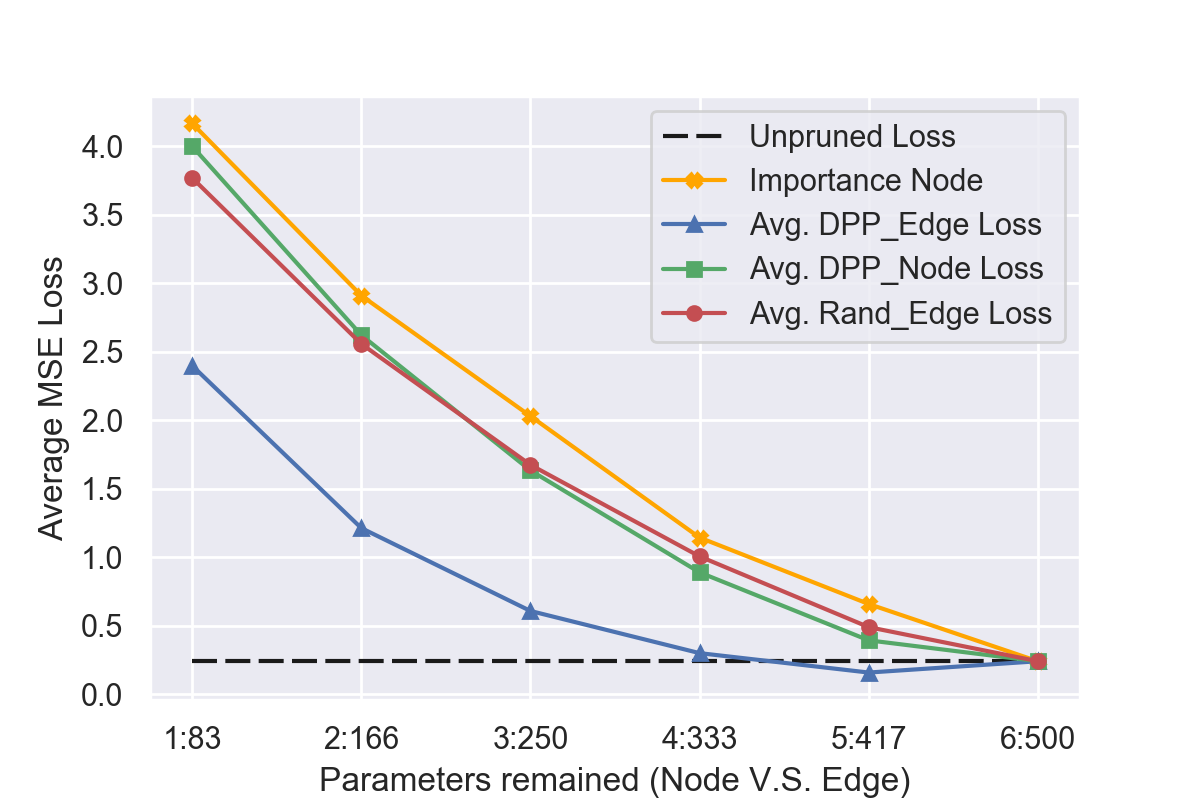 Unpruned Loss
Importance Node
Avg. DPP_Edge Loss
Avg. DPP_Node Loss
Avg. Rand_Edge Loss
Average MSE Loss
4.0
3.5
3.0
2.5
2.0
1.5
1.0
0.5
0.0
1:83 2:166 3:250 4:333 5:417 6:500
Parameters remained (Node V.S. Edge)